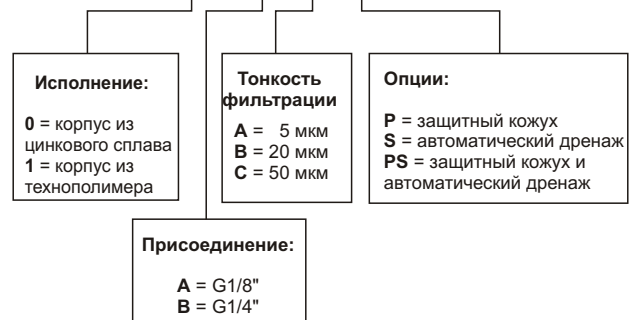 Исполнение:
0 = корпус из
цинкового сплава
1 = корпус из
технополимера
Тонкость
фильтрации
A = 5 мкм
B = 20 мкм
C = 50 мкм
Опции:
P = защитный кожух
S = автоматический дренаж
PS = защитный кожух и
автоматический дренаж
Присоединение:
A = G1/8"
B = G1/4"